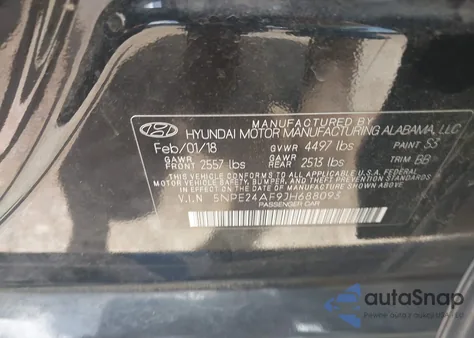 MANUFACTURED BY
HYUNDAI MOTOR MANUFACTURING ALABAMA, LLC
Feb/01/18 GVWR 4497 lbs PAINT S3
GAWR FRONT 2557 lbs GAWR REAR 2513 lbs TRIM BB
THIS VEHICLE CONFORMS TO ALL APPLICABLE U.S.A. FEDERAL
MOTOR VEHICLE SAFETY, BUMPER, AND THEFT PREVENTION
STANDARDS IN EFFECT ON THE DATE OF MANUFACTURE
SHOWN ABOVE.
V.I.N 5NPE24AF9JH688093
PASSENGER CAR
autoSnap